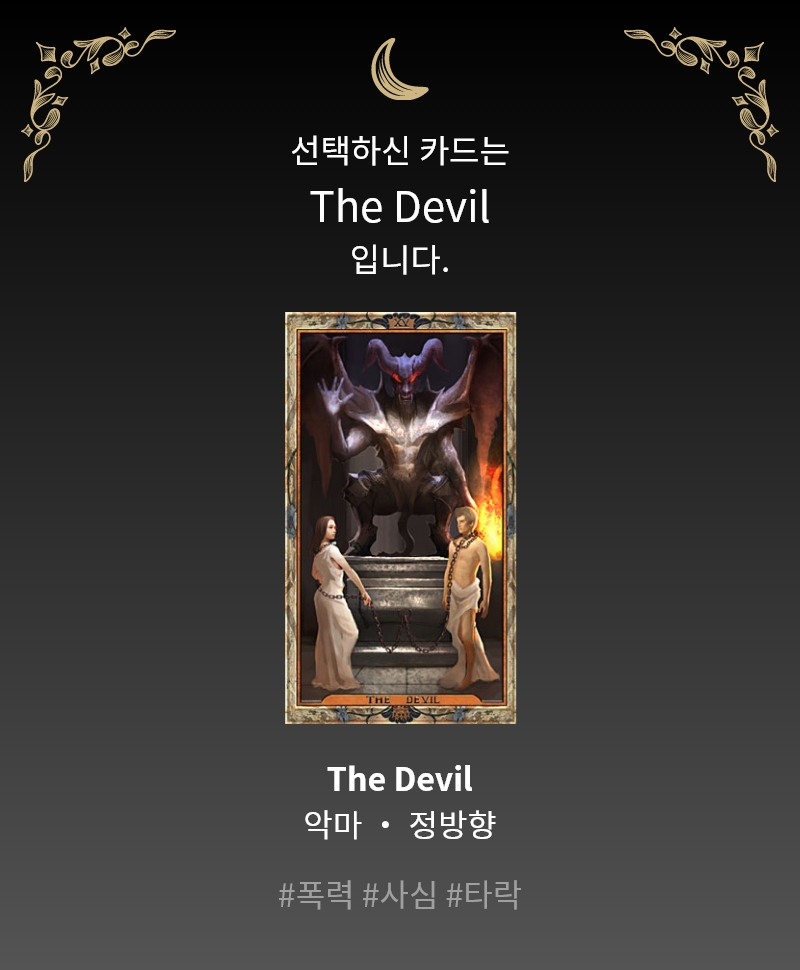 선택하신 카드는
The Devil
입니다.
XV
THE DEVIL
The Devil
악마 • 정방향
#폭력 #사심 #타락